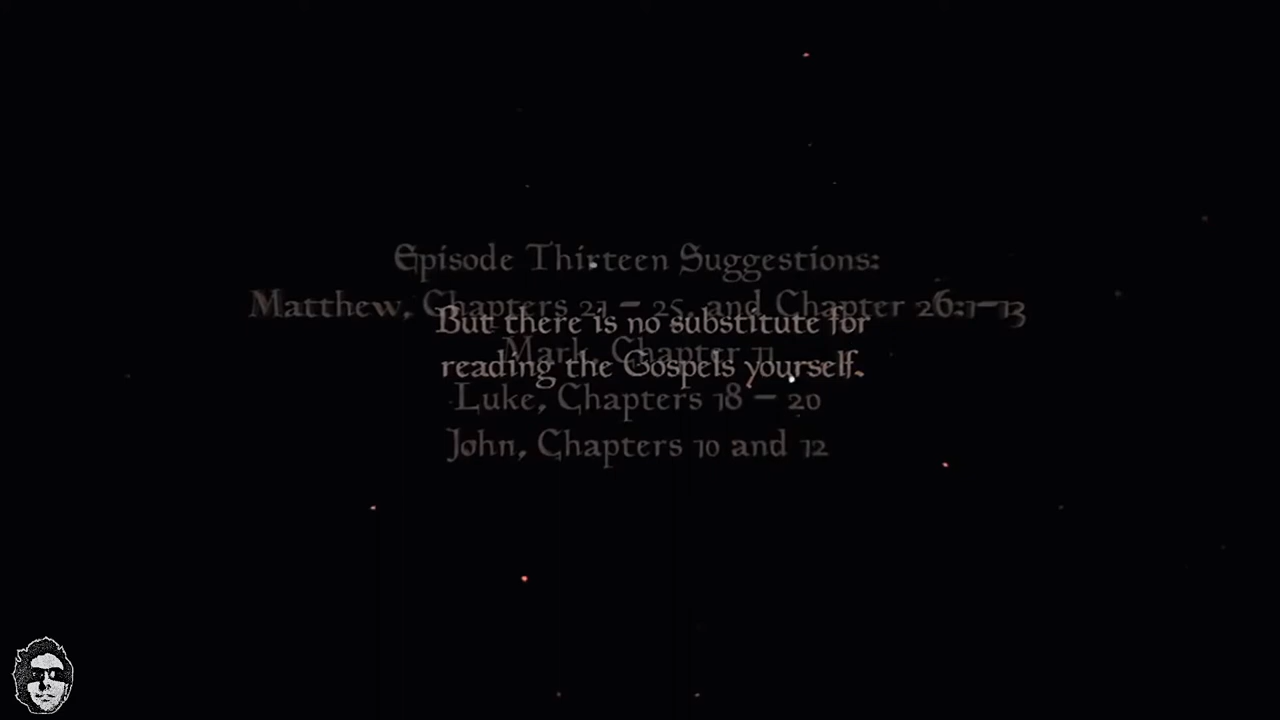 Episode Thirteen Suggestions:
Matthew, Chapters 21 – 25, and Chapter 26:1–13
But there is no substitute for
Mark, Chapter 11
reading the Gospels yourself.
Luke, Chapters 18 – 20
John, Chapters 10 and 12